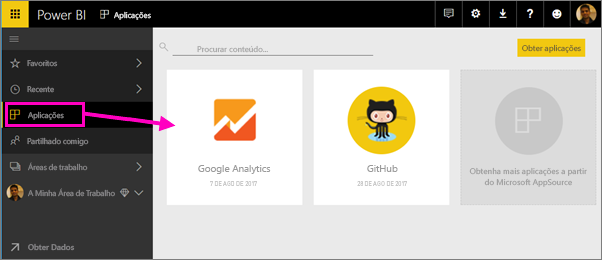 Power BI
Aplicações
Favoritos
Recente
Aplicações
Partilhado comigo
Áreas de trabalho
A Minha Área de Trabalho
Obter Dados
Procurar conteúdo...
Obter aplicações
Google Analytics
7 DE AGO DE 2017
GitHub
28 DE AGO DE 2017
Obtenha mais aplicações a partir
do Microsoft AppSource